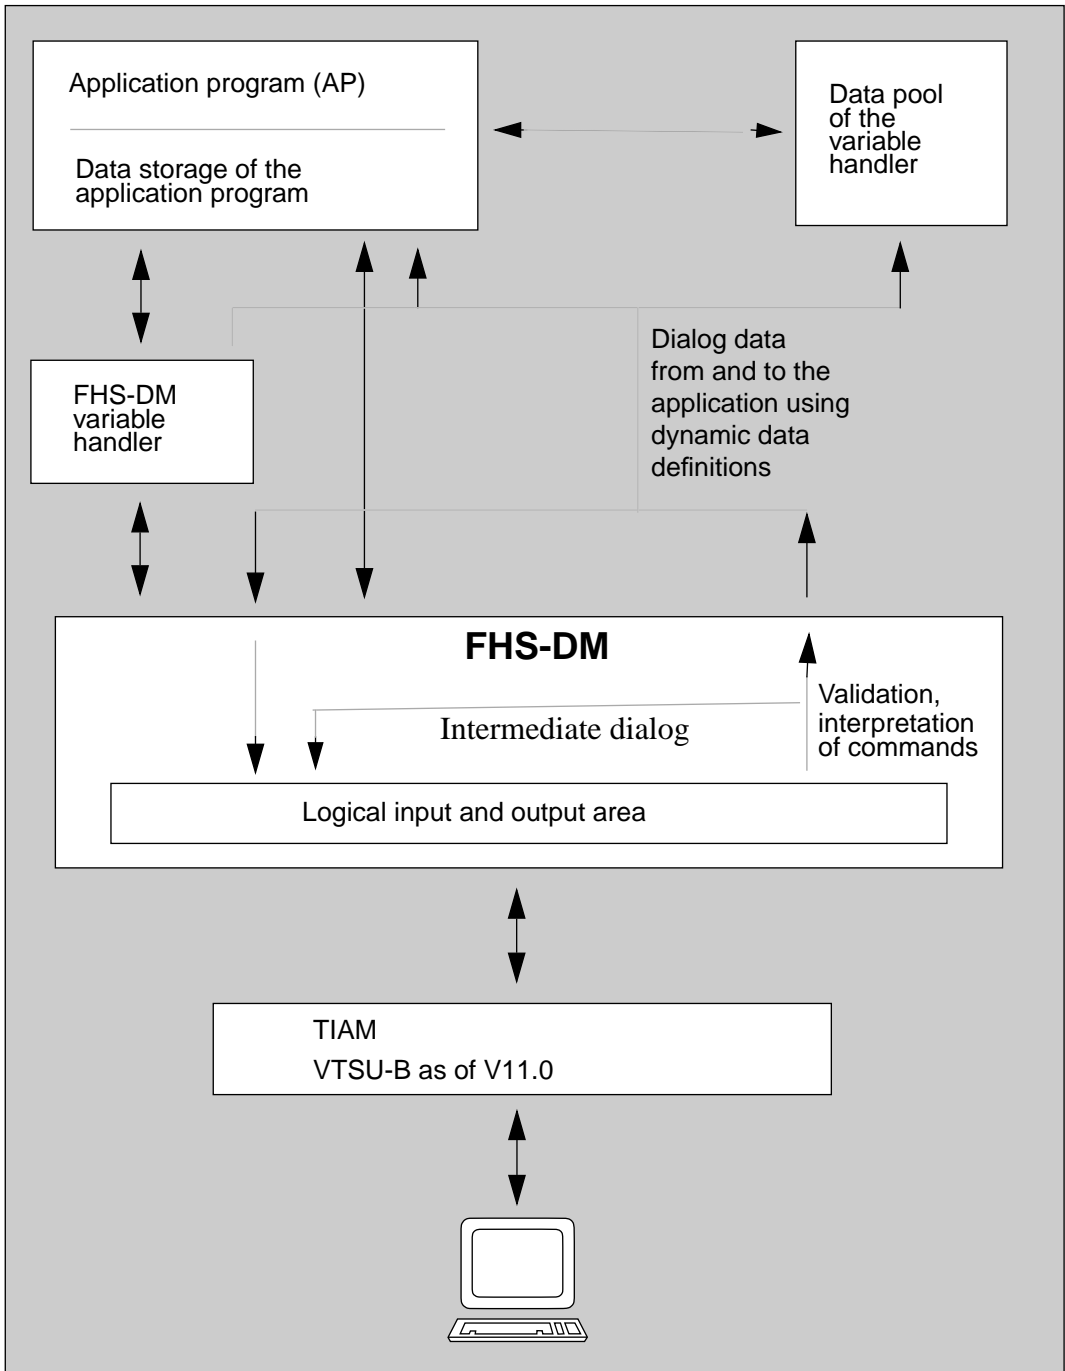 Application program (AP)
Data storage of the
application program
Data pool
of the
variable
handler
Dialog data
from and to the
application using
dynamic data
definitions
FHS-DM
variable
handler
FHS-DM
Validation,
interpretation
of commands
Intermediate dialog
Logical input and output area
TIAM
VTSU-B as of V11.0